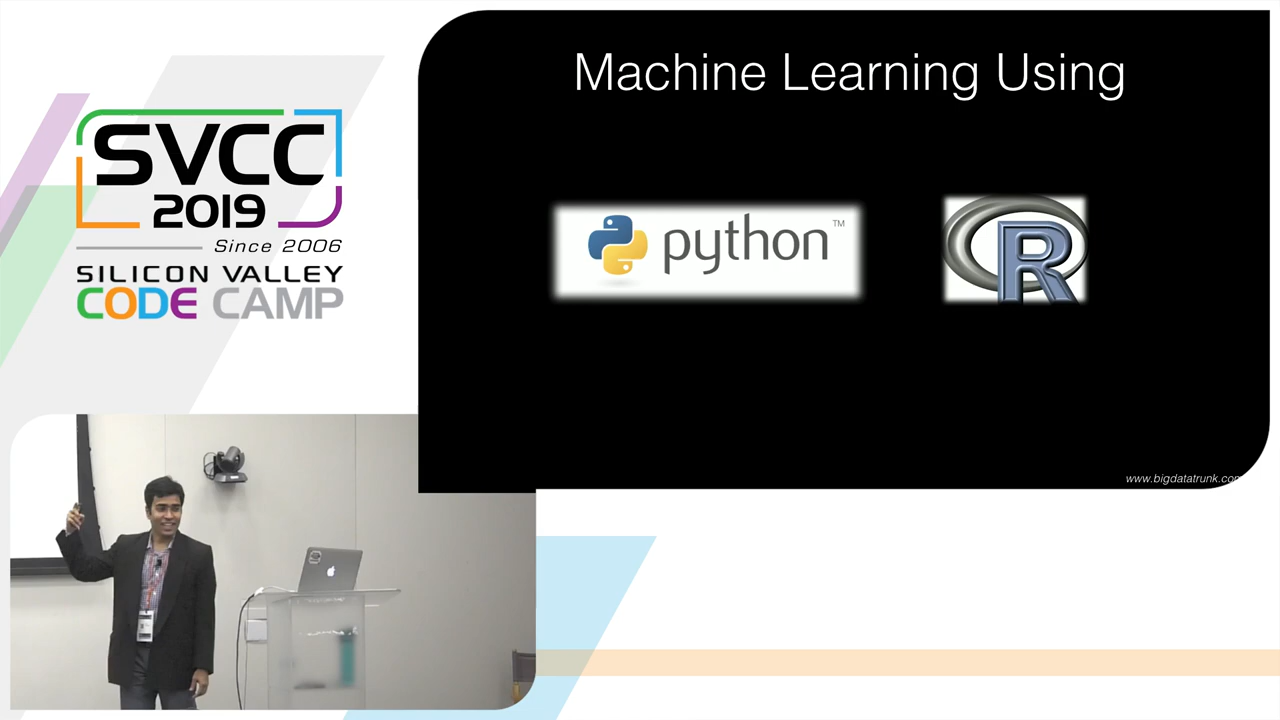 SVCC
2019
Since 2006
SILICON VALLEY
CODE CAMP
Machine Learning Using
python™
R
www.bigdatatrunk.com